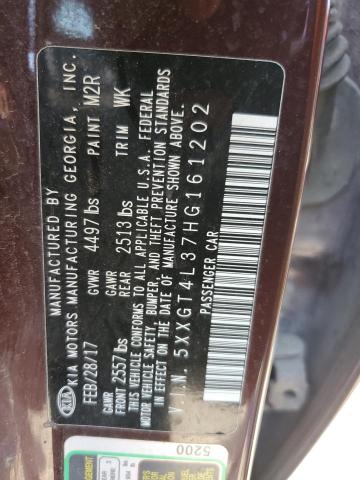 MANUFACTURED BY
KIA MOTORS MANUFACTURING GEORGIA, INC.
KIA
FEB/28/17 GVWR 4497 lbs PAINT M2R
GAWR FRONT 2557 lbs GAWR REAR 2513 lbs TRIM WK
THIS VEHICLE CONFORMS TO ALL APPLICABLE U.S.A. FEDERAL
MOTOR VEHICLE SAFETY, BUMPER, AND THEFT PREVENTION STANDARDS
IN EFFECT ON THE DATE OF MANUFACTURE SHOWN ABOVE.
V.I.N. 5XXGT4L37HG161202
PASSENGER CAR
5200